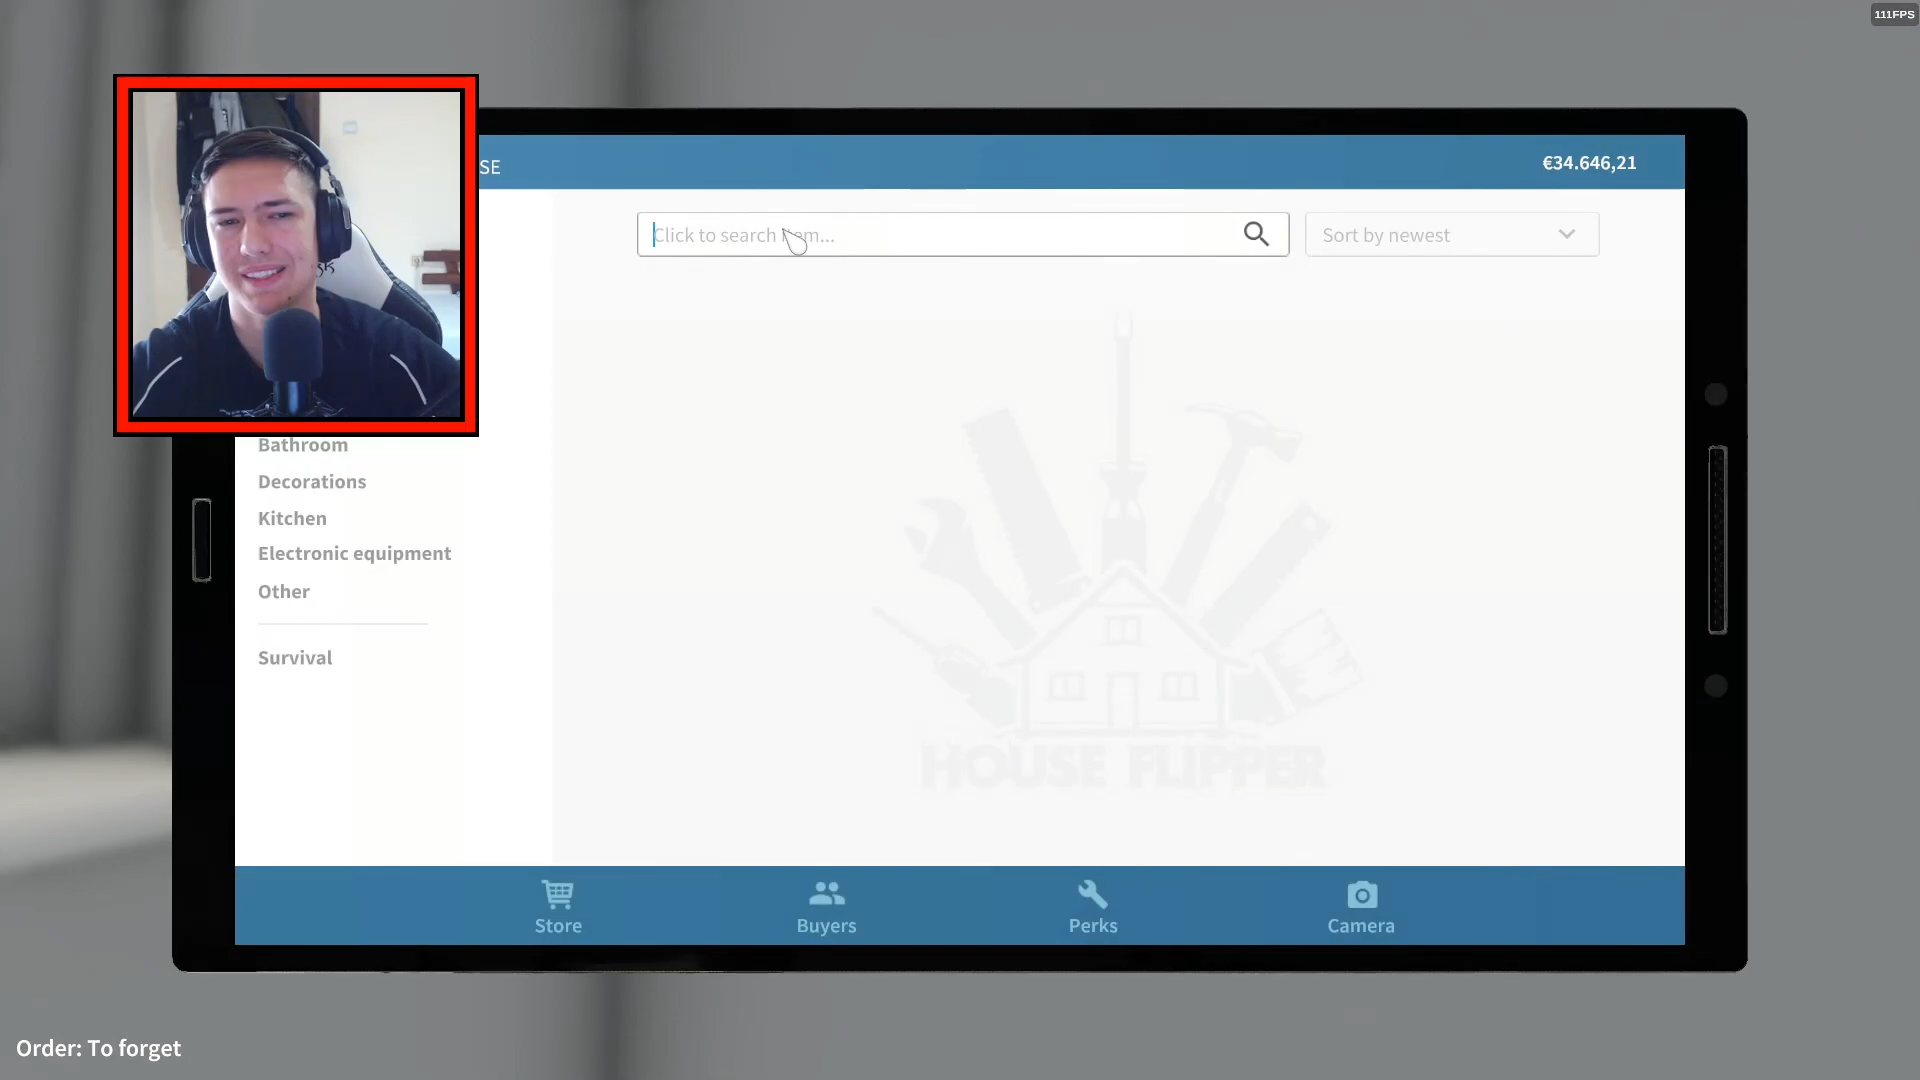 111FPS
SE
€34.646,21
Click to search item...
Sort by newest
Bathroom
Decorations
Kitchen
Electronic equipment
Other
Survival
HOUSE FLIPPER
Store
Buyers
Perks
Camera
Order: To forget